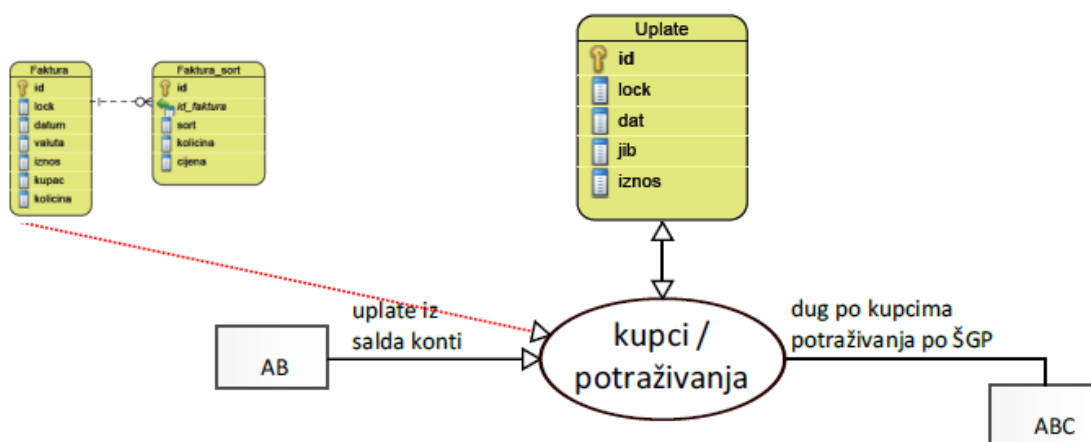 Uplate
id
lock
dat
jib
iznos
Faktura
id
lock
datum
valuta
iznos
kupac
kolicina
Faktura_sort
id
id_faktura
sort
kolicina
cijena
uplate iz
salda konti
AB
kupci /
potraživanja
dug po kupcima
potraživanja po ŠGP
ABC